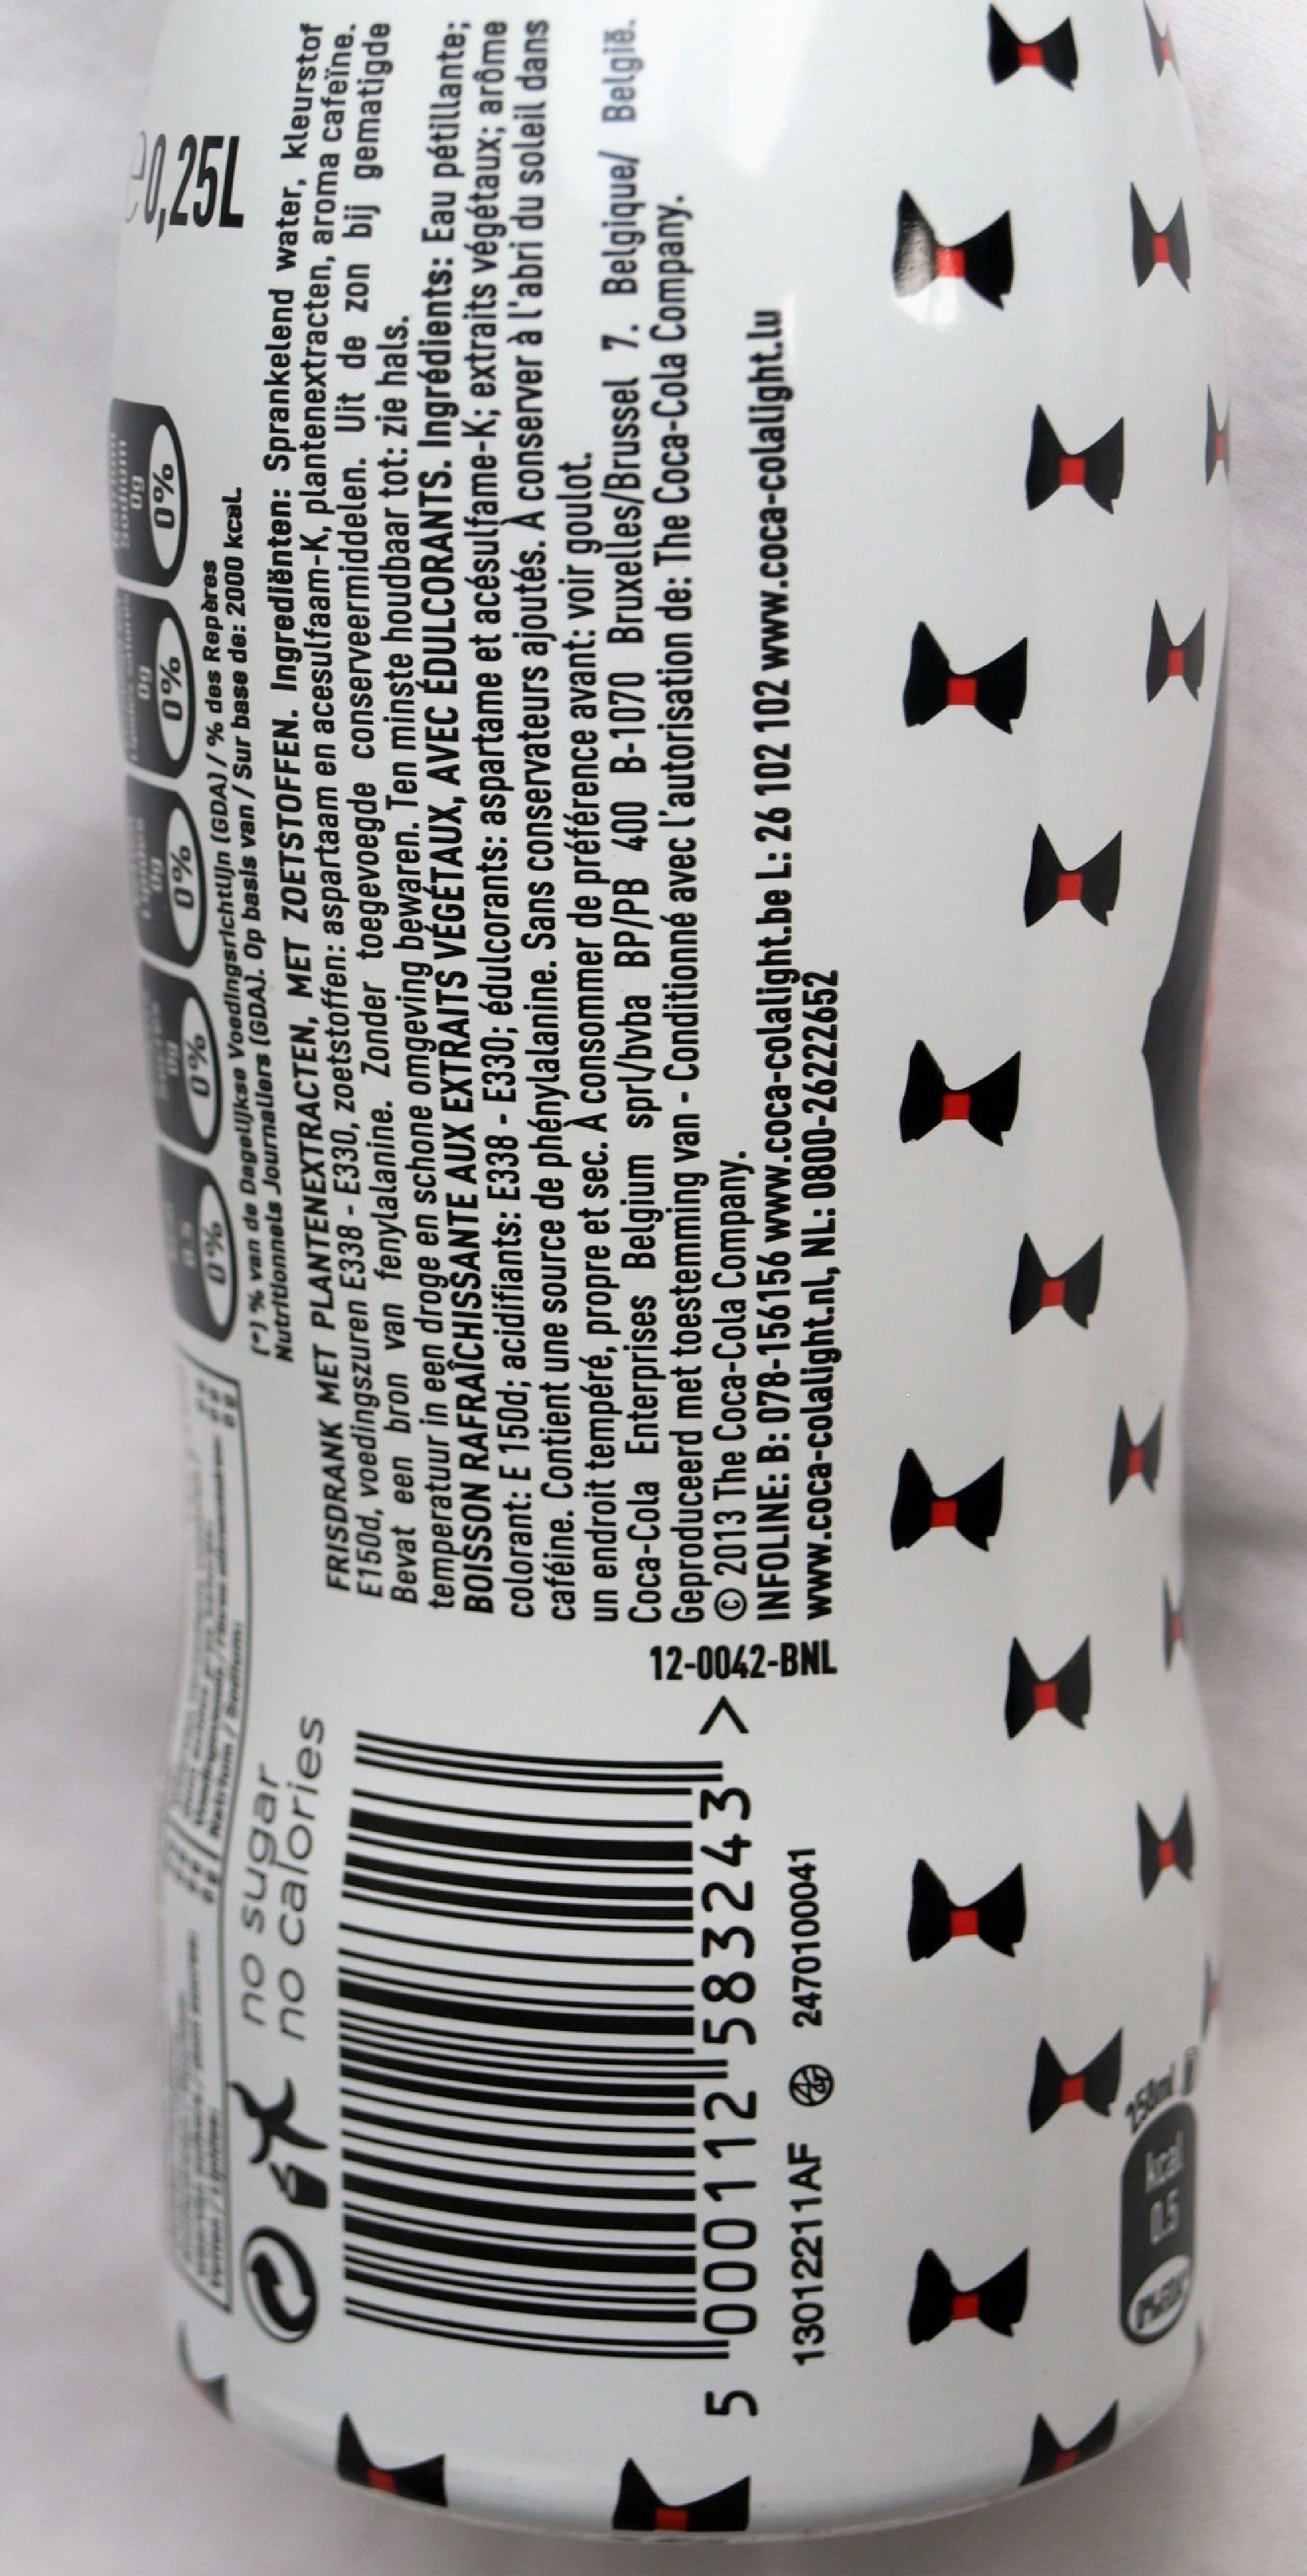 e0,25L
Sodium
0g
0%
0g
0%
0g
0%
0g
0%
0.5
0%
(*) % van de Dagelijkse Voedingsrichtlijn (GDA) / % des Repères
Nutritionnels Journaliers (GDA). Op basis van / Sur base de: 2000 kcal.
FRISDRANK MET PLANTENEXTRACTEN, MET ZOETSTOFFEN. Ingrediënten: Sprankelend water, kleurstof
E150d, voedingszuren E338 - E330, zoetstoffen: aspartaam en acesulfaam-K, plantenextracten, aroma cafeïne.
Bevat een bron van fenylalanine. Zonder toegevoegde conserveermiddelen. Uit de zon bij gematigde
temperatuur in een droge en schone omgeving bewaren. Ten minste houdbaar tot: zie hals.
BOISSON RAFRAÎCHISSANTE AUX EXTRAITS VÉGÉTAUX, AVEC ÉDULCORANTS. Ingrédients: Eau pétillante;
colorant: E 150d; acidifiants: E338 - E330; édulcorants: aspartame et acésulfame-K; extraits végétaux; arôme
caféine. Contient une source de phénylalanine. Sans conservateurs ajoutés. À conserver à l'abri du soleil dans
un endroit tempéré, propre et sec. À consommer de préférence avant: voir goulot.
Coca-Cola Enterprises Belgium sprl/bvba BP/PB 400 B-1070 Bruxelles/Brussel 7. Belgique/ België.
Geproduceerd met toestemming van - Conditionné avec l'autorisation de: The Coca-Cola Company.
© 2013 The Coca-Cola Company.
INFOLINE: B: 078-156156 www.coca-colalight.be L: 26 102 102 www.coca-colalight.lu
www.coca-colalight.nl, NL: 0800-26222652
12-0042-BNL
no sugar
no calories
5 000112 583243 >
13012211AF 2470100041
250ml
kcal
0.5